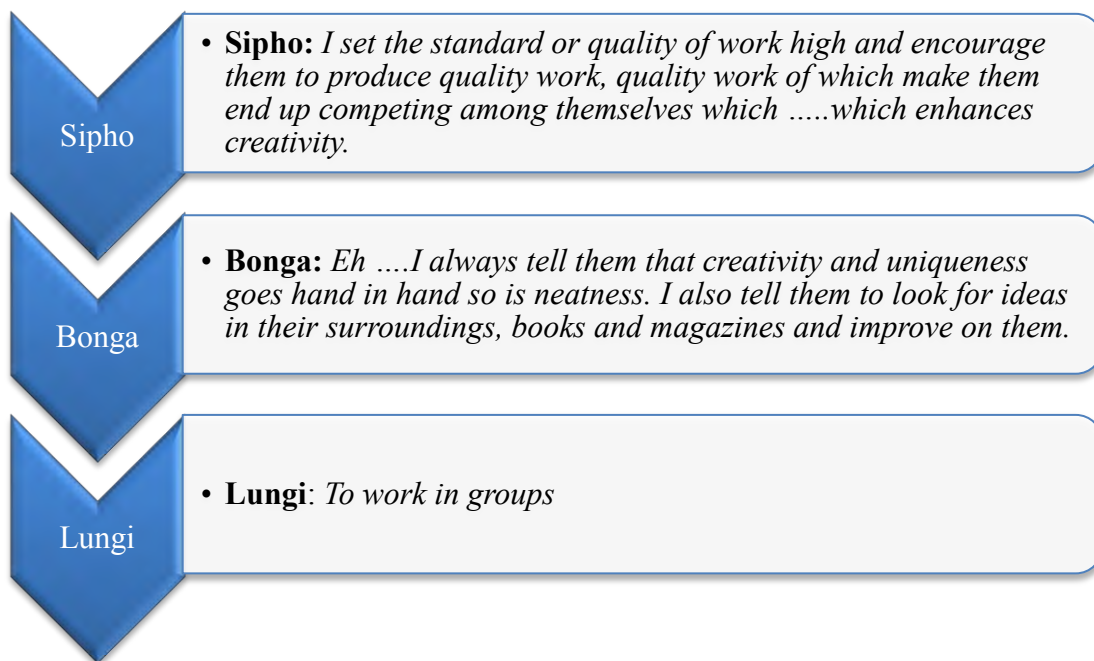 Sipho
• Sipho: I set the standard or quality of work high and encourage
them to produce quality work, quality work of which make them
end up competing among themselves which .....which enhances
creativity.
Bonga
• Bonga: Eh ....I always tell them that creativity and uniqueness
goes hand in hand so is neatness. I also tell them to look for ideas
in their surroundings, books and magazines and improve on them.
Lungi
• Lungi: To work in groups